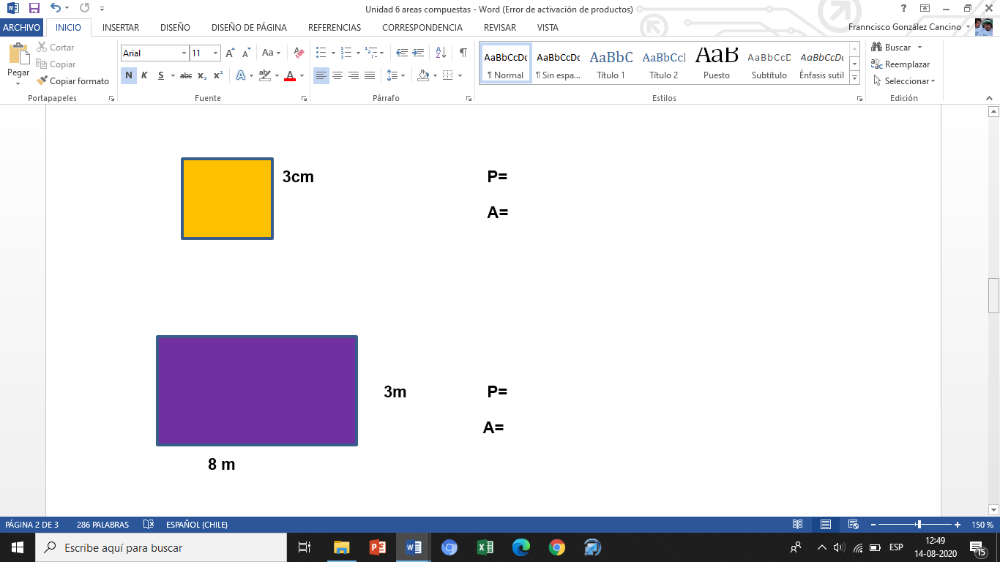 Unidad 6 areas compuestas - Word (Error de activación de productos)
ARCHIVO INICIO INSERTAR DISEÑO DISEÑO DE PÁGINA REFERENCIAS CORRESPONDENCIA REVISAR VISTA Franncisco González Cancino
Pegar
Cortar
Copiar
Copiar formato
Portapapeles
Arial 11
N K S abc x₂ x²
Fuente
Párrafo
AaBbCcDc AaBbCcDc AaBbC AaBbCcI AaB AaBbCcD AaBbCcDc
¶ Normal ¶ Sin espa... Título 1 Título 2 Puesto Subtítulo Énfasis sutil
Estilos
Buscar
Reemplazar
Seleccionar
Edición
3cm P=
A=
3m P=
A=
8 m
PÁGINA 2 DE 3 286 PALABRAS ESPAÑOL (CHILE) 150 %
Escribe aquí para buscar
ESP
12:49
14-08-2020
15